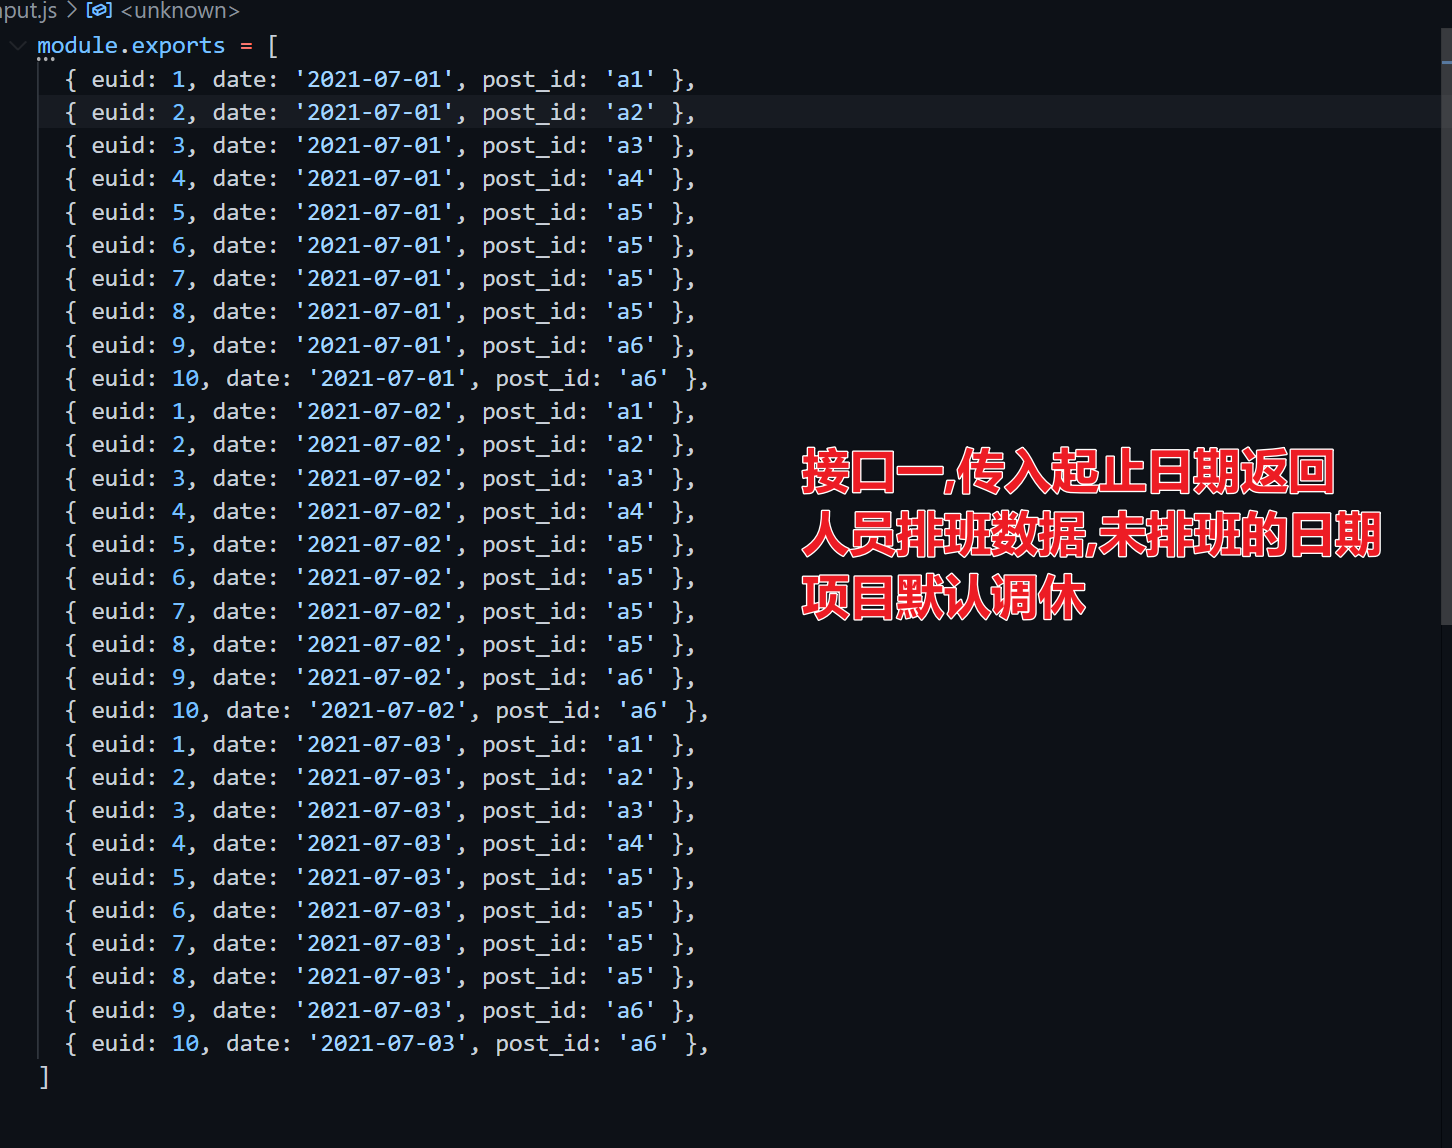 nput.js > <unknown>
module.exports = [
{ euid: 1, date: '2021-07-01', post_id: 'a1' },
{ euid: 2, date: '2021-07-01', post_id: 'a2' },
{ euid: 3, date: '2021-07-01', post_id: 'a3' },
{ euid: 4, date: '2021-07-01', post_id: 'a4' },
{ euid: 5, date: '2021-07-01', post_id: 'a5' },
{ euid: 6, date: '2021-07-01', post_id: 'a5' },
{ euid: 7, date: '2021-07-01', post_id: 'a5' },
{ euid: 8, date: '2021-07-01', post_id: 'a5' },
{ euid: 9, date: '2021-07-01', post_id: 'a6' },
{ euid: 10, date: '2021-07-01', post_id: 'a6' },
{ euid: 1, date: '2021-07-02', post_id: 'a1' },
{ euid: 2, date: '2021-07-02', post_id: 'a2' },
{ euid: 3, date: '2021-07-02', post_id: 'a3' },
{ euid: 4, date: '2021-07-02', post_id: 'a4' },
{ euid: 5, date: '2021-07-02', post_id: 'a5' },
{ euid: 6, date: '2021-07-02', post_id: 'a5' },
{ euid: 7, date: '2021-07-02', post_id: 'a5' },
{ euid: 8, date: '2021-07-02', post_id: 'a5' },
{ euid: 9, date: '2021-07-02', post_id: 'a6' },
{ euid: 10, date: '2021-07-02', post_id: 'a6' },
{ euid: 1, date: '2021-07-03', post_id: 'a1' },
{ euid: 2, date: '2021-07-03', post_id: 'a2' },
{ euid: 3, date: '2021-07-03', post_id: 'a3' },
{ euid: 4, date: '2021-07-03', post_id: 'a4' },
{ euid: 5, date: '2021-07-03', post_id: 'a5' },
{ euid: 6, date: '2021-07-03', post_id: 'a5' },
{ euid: 7, date: '2021-07-03', post_id: 'a5' },
{ euid: 8, date: '2021-07-03', post_id: 'a5' },
{ euid: 9, date: '2021-07-03', post_id: 'a6' },
{ euid: 10, date: '2021-07-03', post_id: 'a6' },
]
接口一,传入起止日期返回
人员排班数据,未排班的日期
项目默认调休